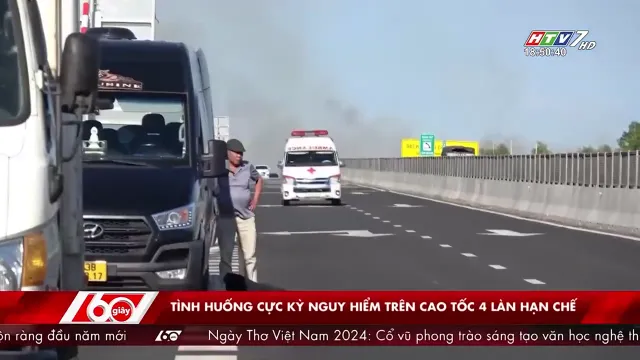 HTV7 HD
18:50:40
60 giây
TÌNH HUỐNG CỰC KỲ NGUY HIỂM TRÊN CAO TỐC 4 LÀN HẠN CHẾ
ộn ràng đầu năm mới
60
Ngày Thơ Việt Nam 2024: Cổ vũ phong trào sáng tạo văn học nghệ th